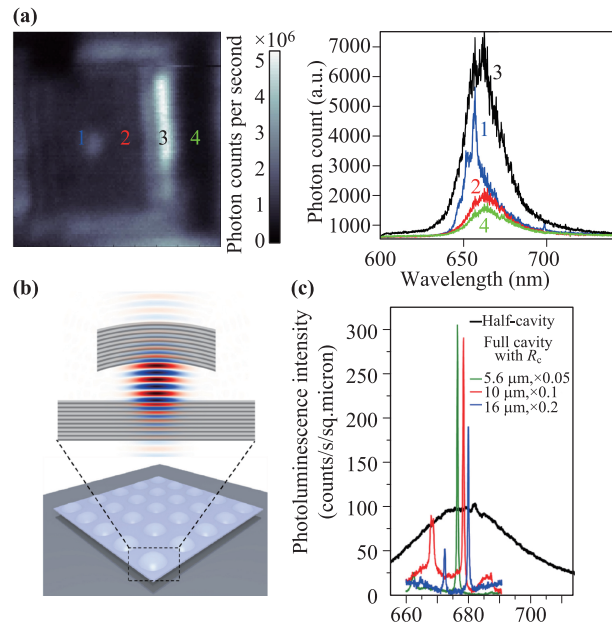 (a)
×10⁶
5
4
3
2
1
0
Photon counts per second
1
2
3
4
7000
6000
5000
4000
3000
2000
1000
Photon count (a.u.)
3
1
2
4
600
650
700
Wavelength (nm)
(b)
(c)
300
250
200
150
100
50
0
Photoluminescence intensity
(counts/s/sq.micron)
Half-cavity
Full cavity
with Rc
5.6 μm,×0.05
10 μm,×0.1
16 μm,×0.2
660
680
700